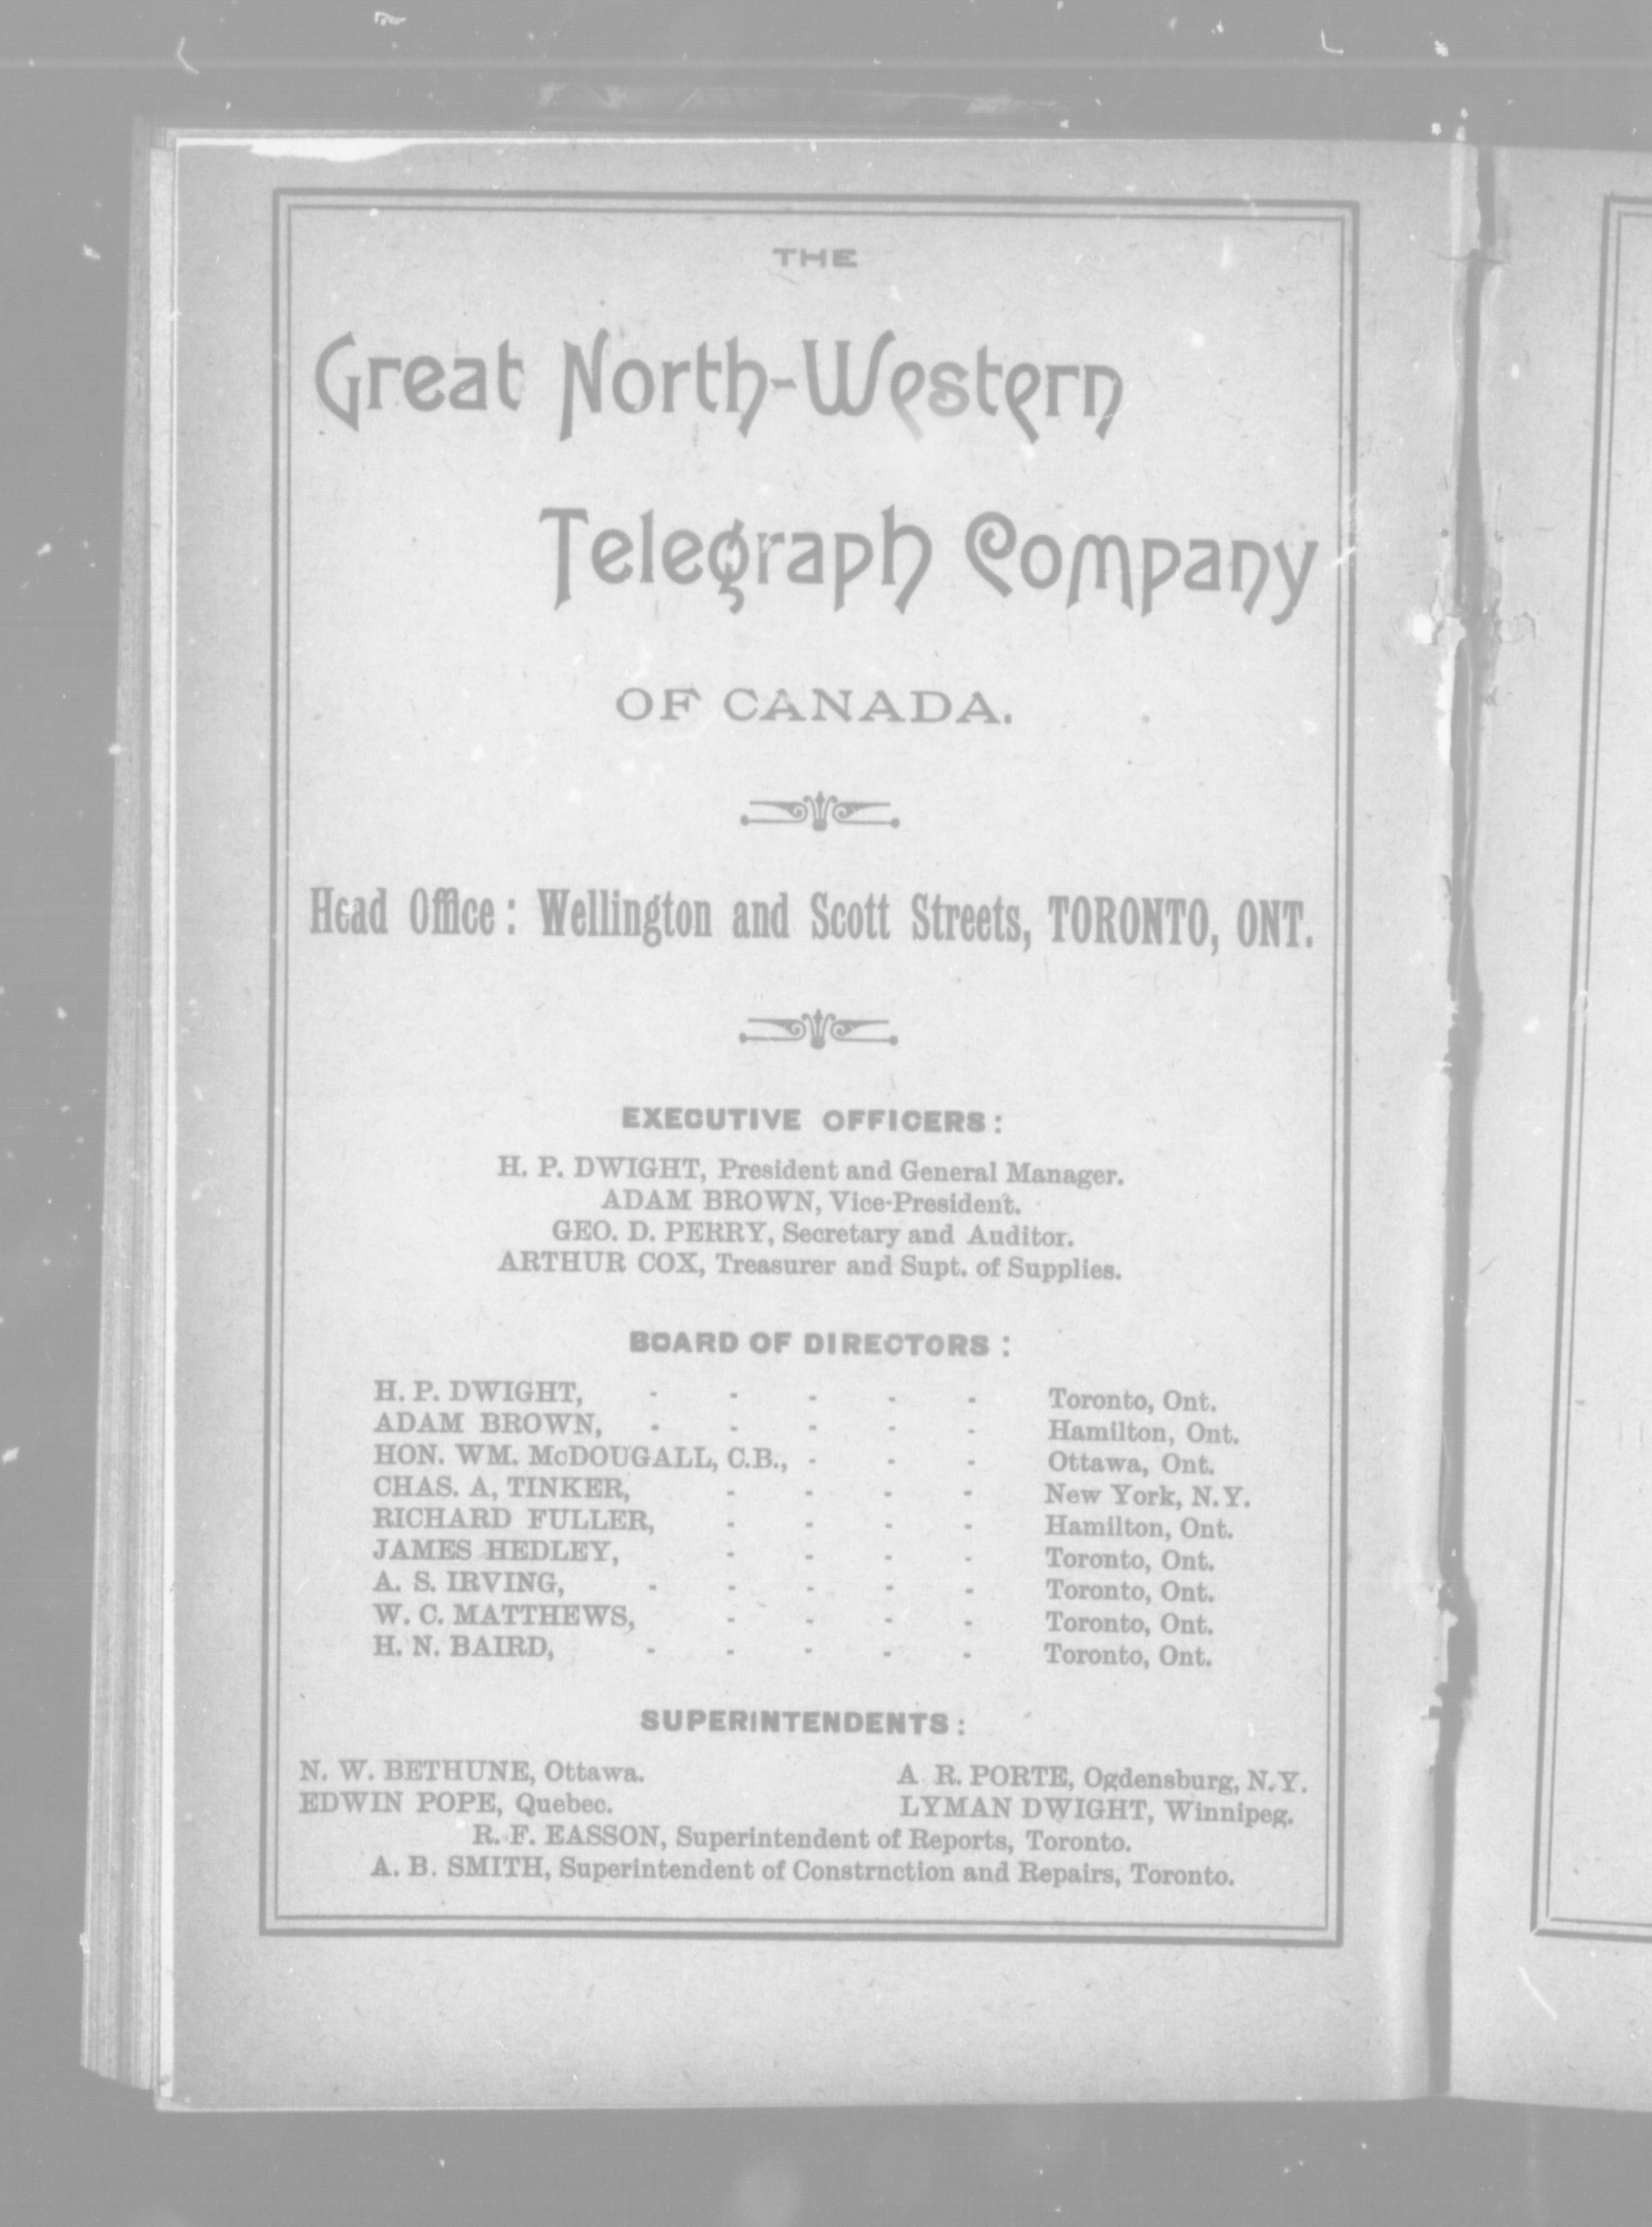 THE
Great North-Western
Telegraph Company
OF CANADA.
Head Office: Wellington and Scott Streets, TORONTO, ONT.
EXECUTIVE OFFICERS:
H. P. DWIGHT, President and General Manager.
ADAM BROWN, Vice-President.
GEO. D. PERRY, Secretary and Auditor.
ARTHUR COX, Treasurer and Supt. of Supplies.
BOARD OF DIRECTORS:
H. P. DWIGHT, - - - - - Toronto, Ont.
ADAM BROWN, - - - - - Hamilton, Ont.
HON. WM. McDOUGALL, C.B., - - - Ottawa, Ont.
CHAS. A, TINKER, - - - - New York, N.Y.
RICHARD FULLER, - - - - Hamilton, Ont.
JAMES HEDLEY, - - - - Toronto, Ont.
A. S. IRVING, - - - - - Toronto, Ont.
W. C. MATTHEWS, - - - - Toronto, Ont.
H. N. BAIRD, - - - - - Toronto, Ont.
SUPERINTENDENTS:
N. W. BETHUNE, Ottawa. A. R. PORTE, Ogdensburg, N.Y.
EDWIN POPE, Quebec. LYMAN DWIGHT, Winnipeg.
R. F. EASSON, Superintendent of Reports, Toronto.
A. B. SMITH, Superintendent of Constrnction and Repairs, Toronto.